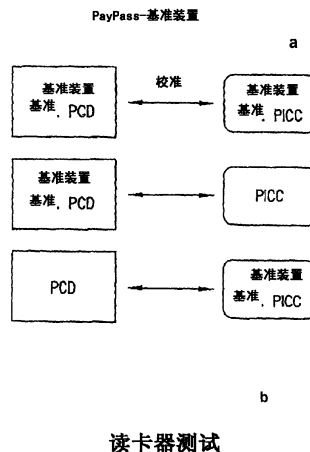 PayPass-基准装置
a
基准装置
基准. PCD
校准
基准装置
基准. PICC
基准装置
基准. PCD
PICC
PCD
基准装置
基准. PICC
b
读卡器测试